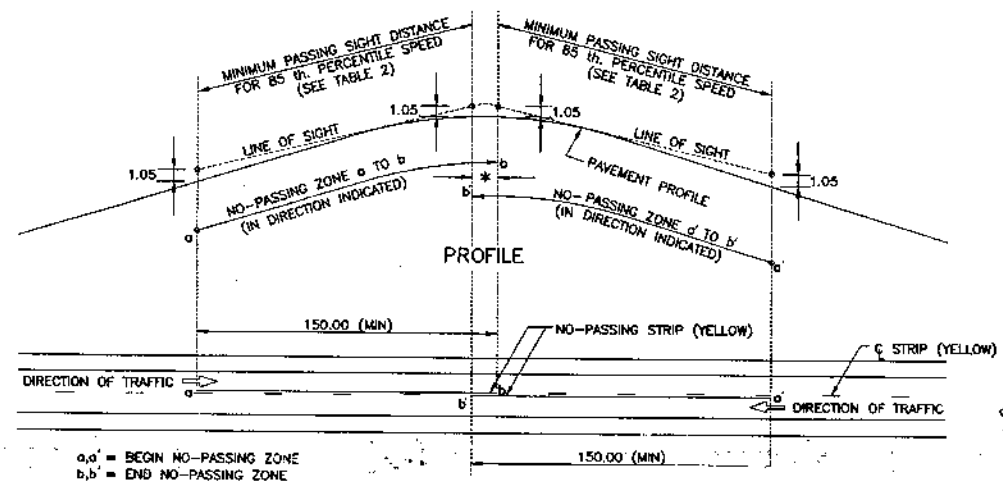 MINIMUM PASSING SIGHT DISTANCE
FOR 85 th. PERCENTILE SPEED
(SEE TABLE 2)
MINIMUM PASSING SIGHT DISTANCE
FOR 85 th. PERCENTILE SPEED
(SEE TABLE 2)
1.05
1.05
LINE OF SIGHT
LINE OF SIGHT
1.05
1.05
PAVEMENT PROFILE
NO-PASSING ZONE a TO b
(IN DIRECTION INDICATED)
b
*
b'
NO-PASSING ZONE a' TO b'
(IN DIRECTION INDICATED)
a
a'
PROFILE
150.00 (MIN)
NO-PASSING STRIP (YELLOW)
℄ STRIP (YELLOW)
DIRECTION OF TRAFFIC
a
b
b'
a'
DIRECTION OF TRAFFIC
a,a' = BEGIN NO-PASSING ZONE
b,b' = END NO-PASSING ZONE
150.00 (MIN)